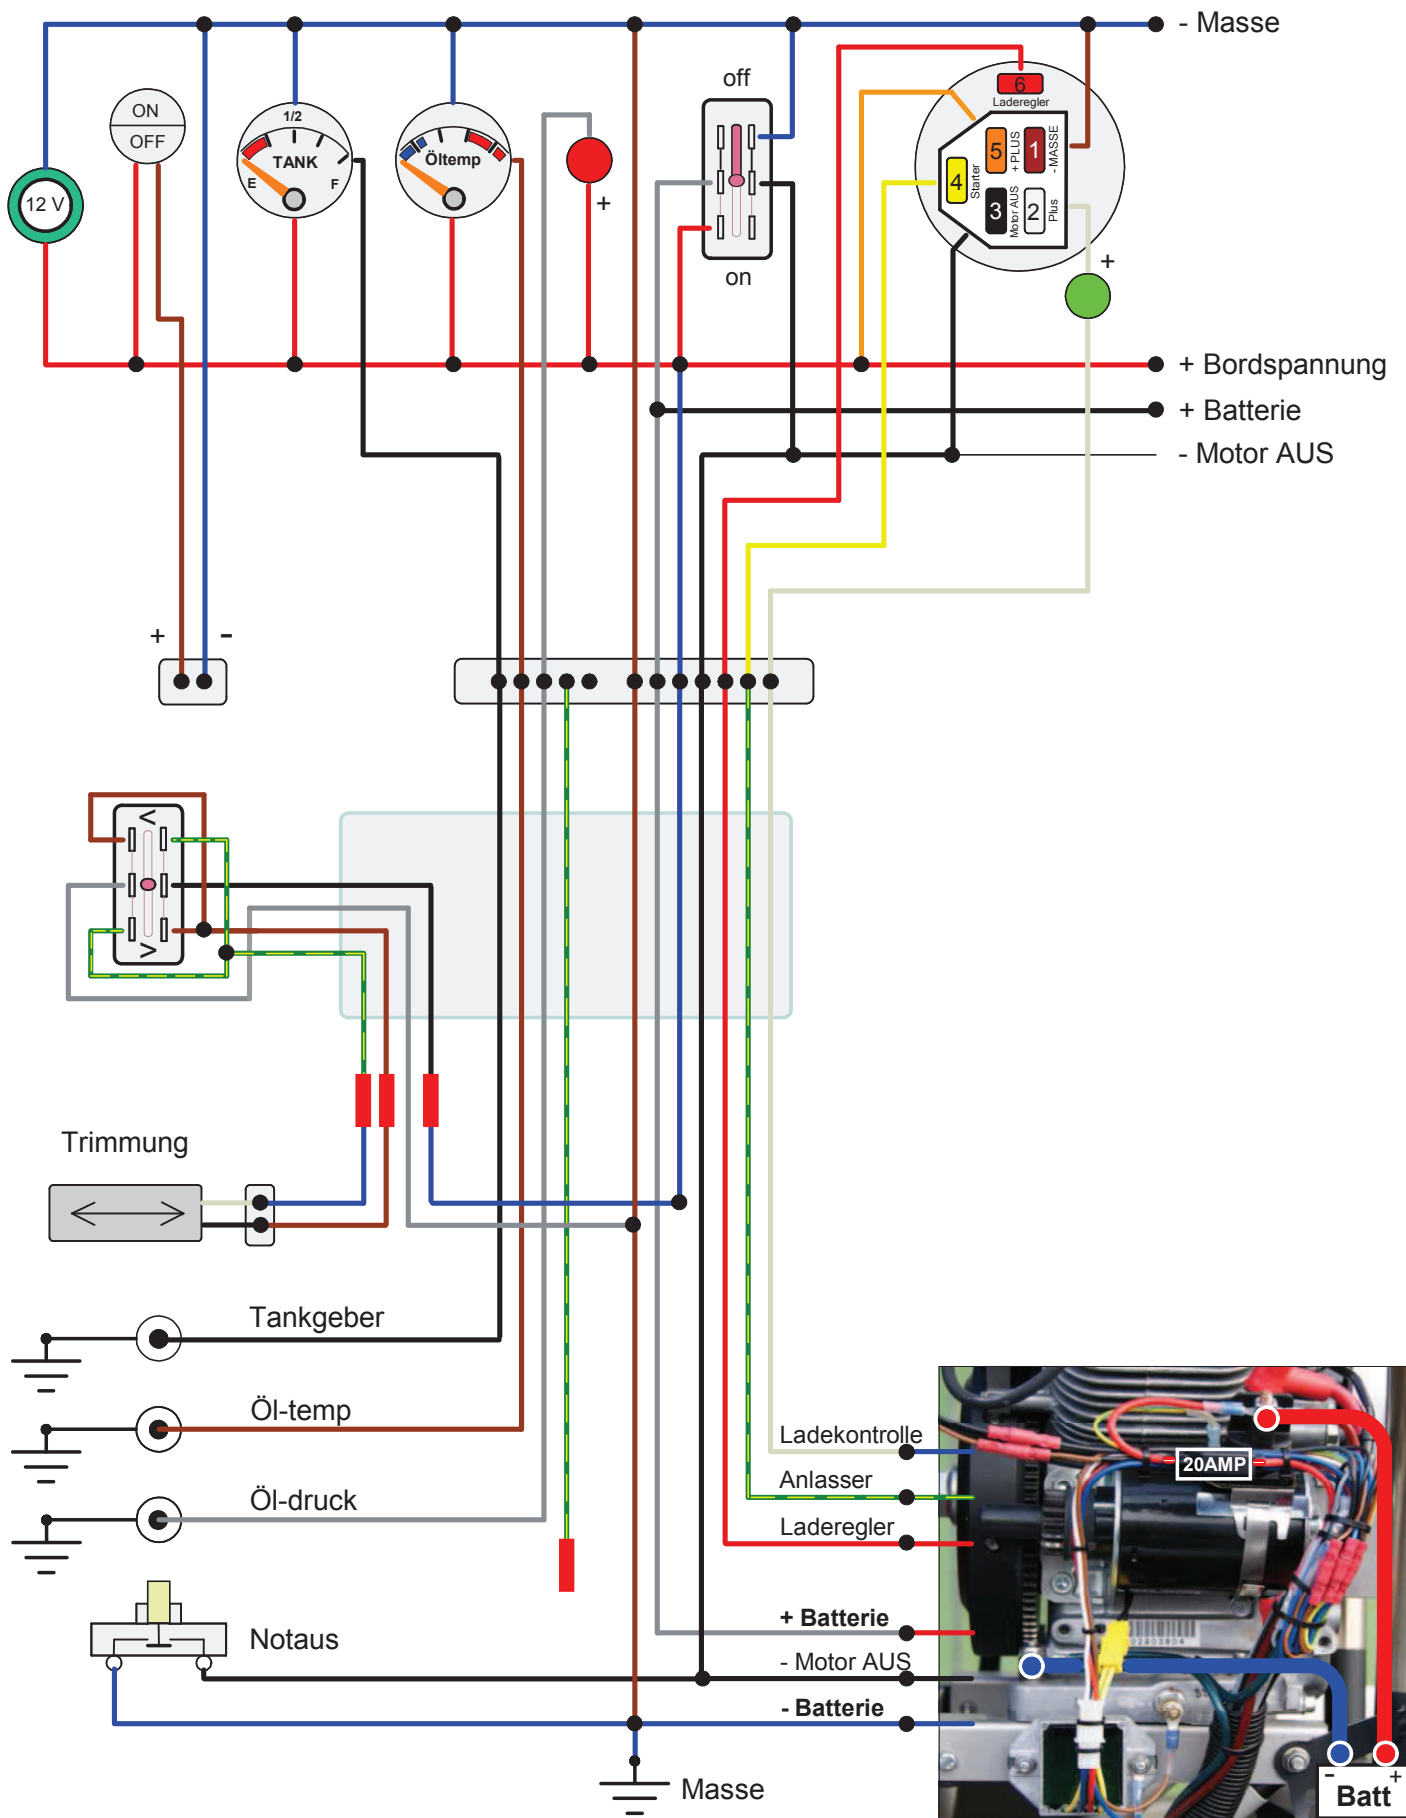 - Masse
off
6
Laderegler
ON
OFF
1/2
TANK
E
F
Öltemp
12 V
+
5
+ PLUS
1
- MASSE
4
Starter
3
Motor AUS
2
Plus
on
+
+ Bordspannung
+ Batterie
- Motor AUS
+ -
<
>
Trimmung
Tankgeber
Öl-temp
Öl-druck
Notaus
Ladekontrolle
Anlasser
Laderegler
+ Batterie
- Motor AUS
- Batterie
Masse
20AMP
- +
Batt